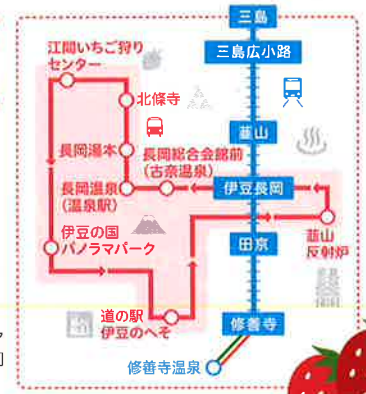 三島
三島広小路
江間いちご狩り
センター
北條寺
韮山
長岡湯本
長岡総合会館前
(古奈温泉)
長岡温泉
(温泉駅)
伊豆長岡
伊豆の国
パノラマパーク
田京
韮山
反射炉
道の駅
伊豆のへそ
修善寺
修善寺温泉